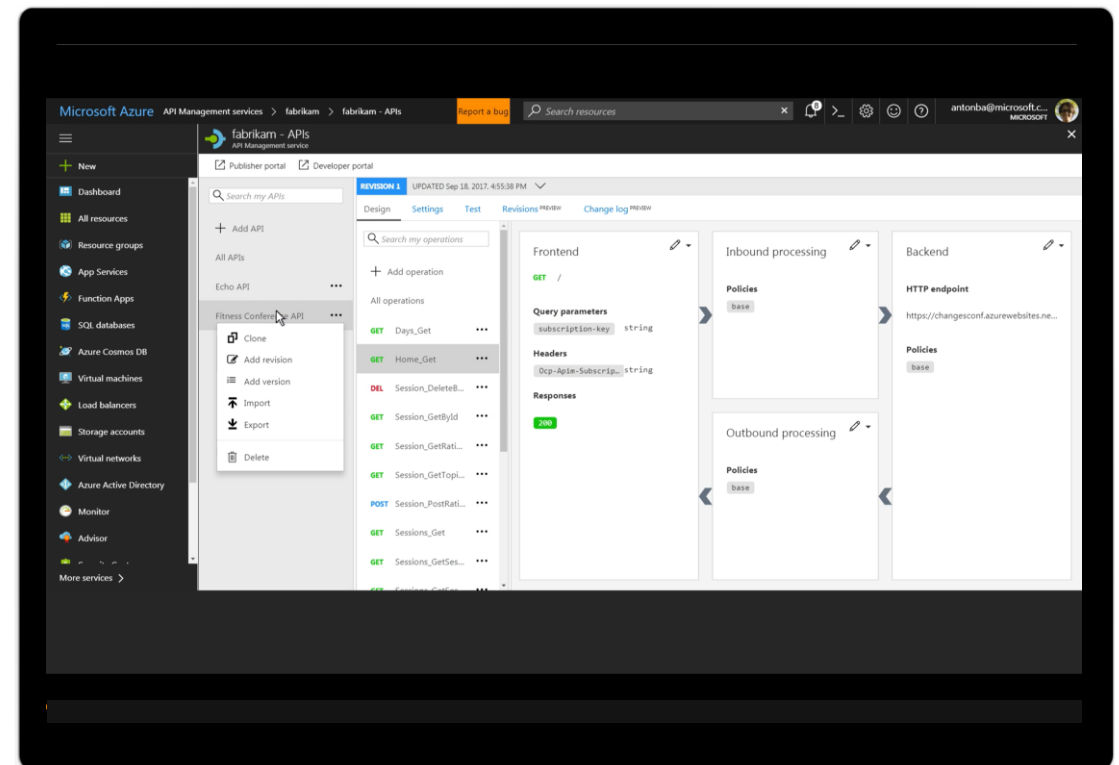 Microsoft Azure API Management services > fabrikam > fabrikam - APIs
Report a bug
Search resources
8
antonba@microsoft.c...
MICROSOFT
fabrikam - APIs
API Management service
New
Dashboard
All resources
Resource groups
App Services
Function Apps
SQL databases
Azure Cosmos DB
Virtual machines
Load balancers
Storage accounts
Virtual networks
Azure Active Directory
Monitor
Advisor
More services >
Publisher portal Developer portal
Search my APIs
+ Add API
All APIs
Echo API ...
Fitness Conference API ...
Clone
Add revision
Add version
Import
Export
Delete
REVISION 1 UPDATED Sep 18, 2017, 4:55:38 PM
Design Settings Test Revisions PREVIEW Change log PREVIEW
Search my operations
+ Add operation
All operations
GET Days_Get ...
GET Home_Get ...
DEL Session_DeleteB... ...
GET Session_GetById ...
GET Session_GetRati... ...
GET Session_GetTopi... ...
POST Session_PostRati... ...
GET Sessions_Get ...
GET Sessions_GetSes... ...
Frontend
GET /
Query parameters
subscription-key string
Headers
Ocp-Apim-Subscrip… string
Responses
200
Inbound processing
Policies
base
Outbound processing
Policies
base
Backend
HTTP endpoint
https://changesconf.azurewebsites.ne...
Policies
base